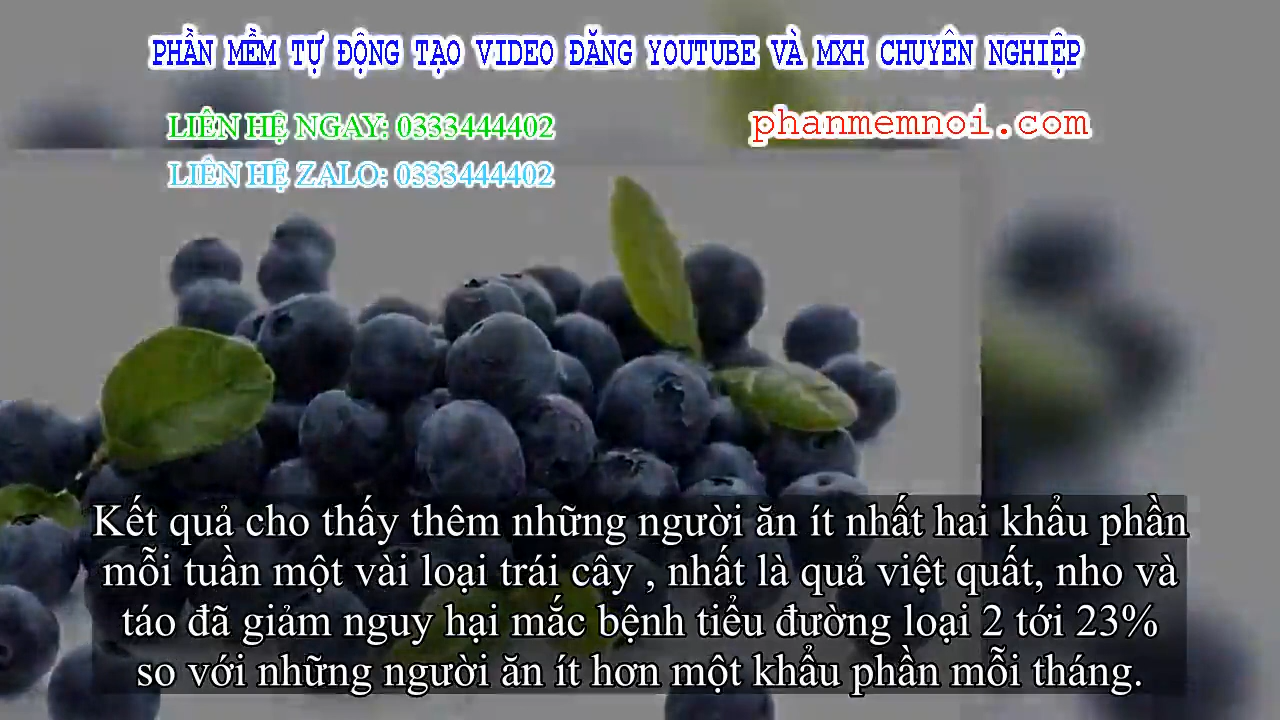 PHẦN MỀM TỰ ĐỘNG TẠO VIDEO ĐĂNG YOUTUBE VÀ MXH CHUYÊN NGHIỆP
LIÊN HỆ NGAY: 0333444402
phanmemnoi.com
LIÊN HỆ ZALO: 0333444402
Kết quả cho thấy thêm những người ăn ít nhất hai khẩu phần
mỗi tuần một vài loại trái cây , nhất là quả việt quất, nho và
táo đã giảm nguy hại mắc bệnh tiểu đường loại 2 tới 23%
so với những người ăn ít hơn một khẩu phần mỗi tháng.